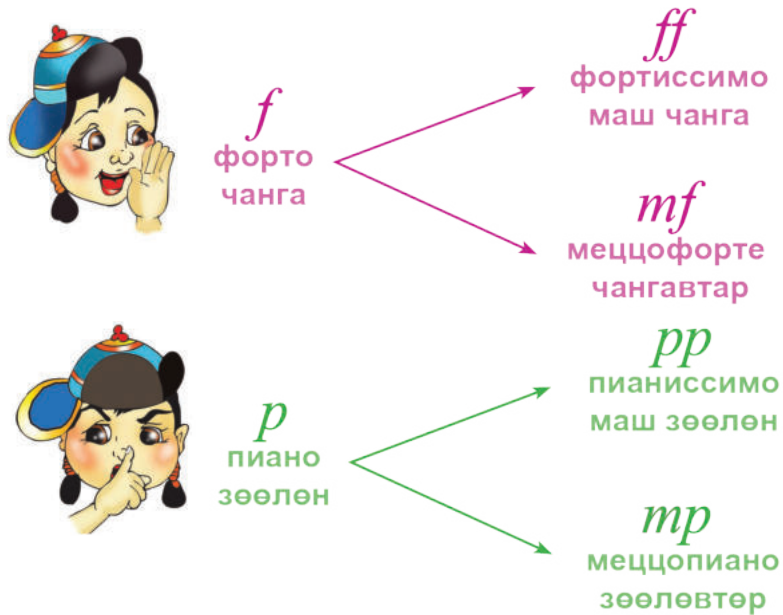 f
форто
чанга
ff
фортиссимо
маш чанга
mf
меццофорте
чангавтар
p
пиано
зөөлөн
pp
пианиссимо
маш зөөлөн
mp
меццопиано
зөөлөвтөр